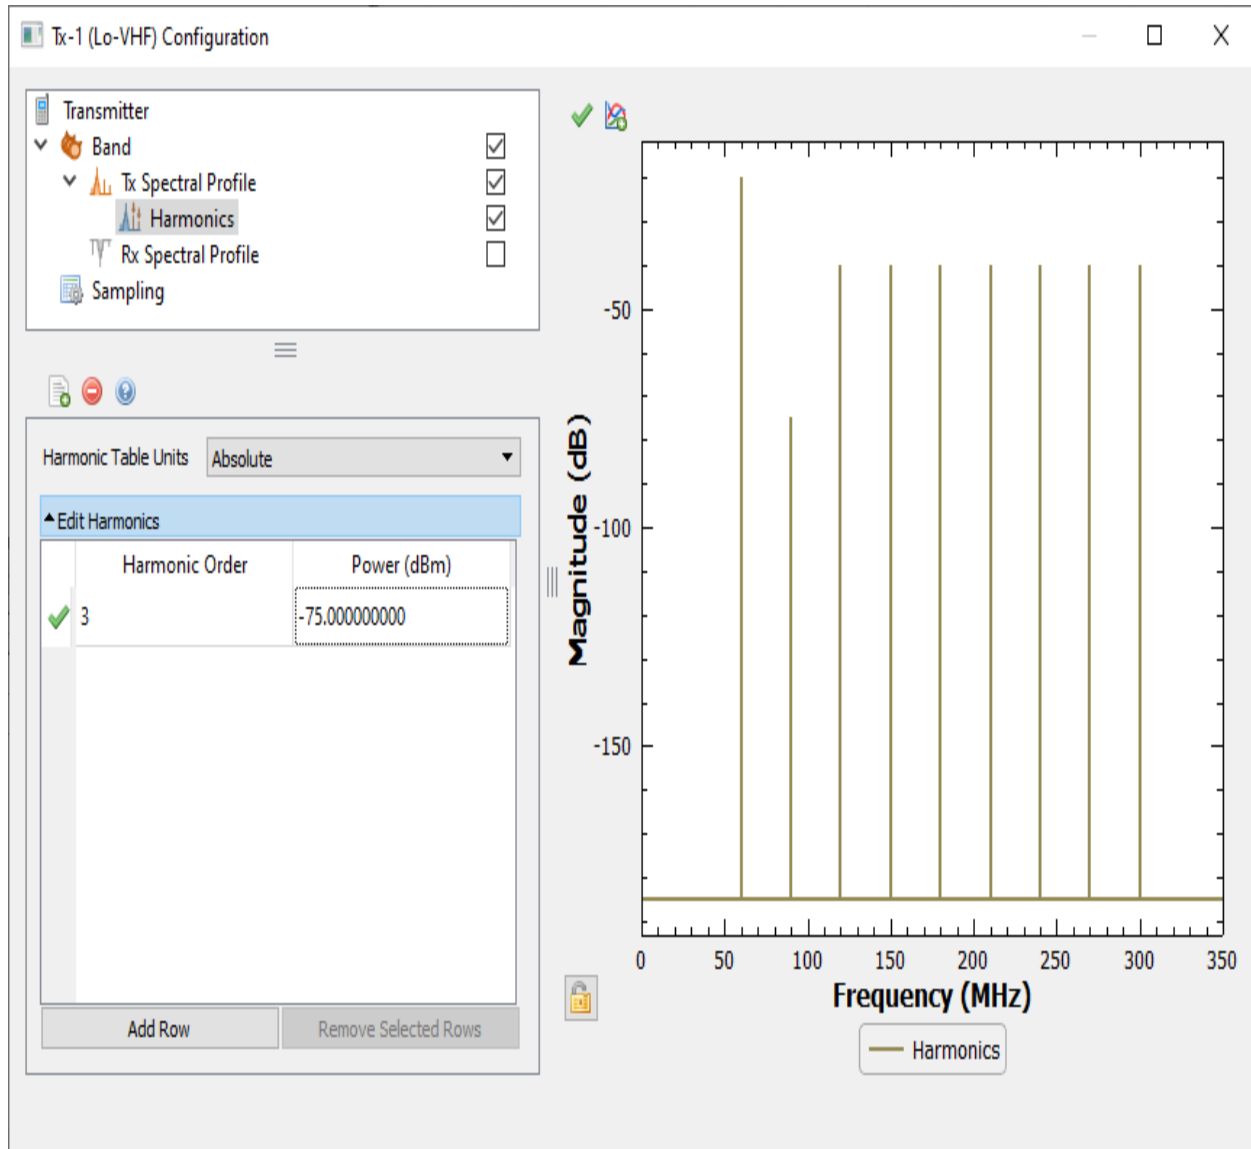 Tx-1 (Lo-VHF) Configuration
Transmitter
Band
Tx Spectral Profile
Harmonics
Rx Spectral Profile
Sampling
Harmonic Table Units Absolute
Edit Harmonics
Harmonic Order Power (dBm)
3 -75.000000000
Add Row Remove Selected Rows
Magnitude (dB)
-50
-100
-150
0 50 100 150 200 250 300 350
Frequency (MHz)
Harmonics